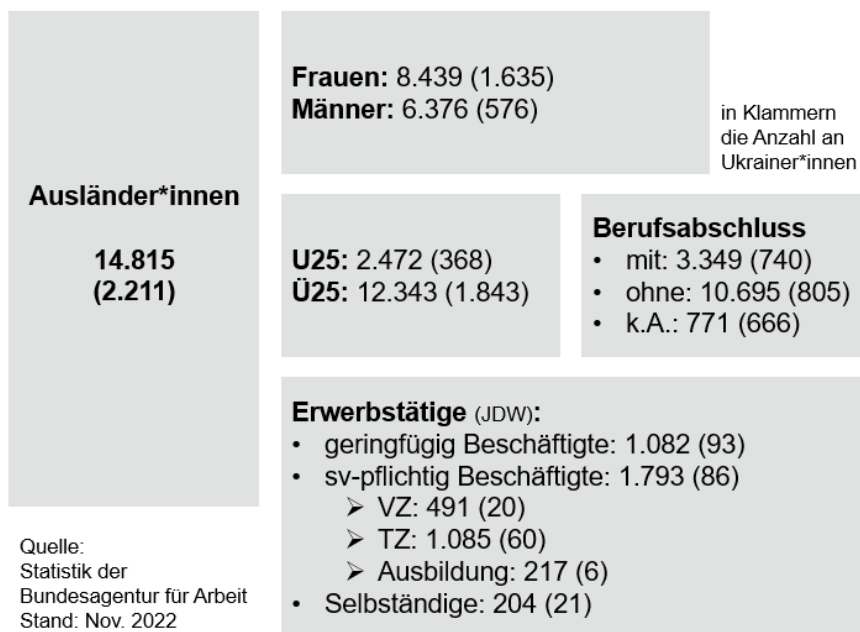 Ausländer*innen
14.815
(2.211)
Frauen: 8.439 (1.635)
Männer: 6.376 (576)
in Klammern
die Anzahl an
Ukrainer*innen
U25: 2.472 (368)
Ü25: 12.343 (1.843)
Berufsabschluss
• mit: 3.349 (740)
• ohne: 10.695 (805)
• k.A.: 771 (666)
Erwerbstätige (JDW):
• geringfügig Beschäftigte: 1.082 (93)
• sv-pflichtig Beschäftigte: 1.793 (86)
➢ VZ: 491 (20)
➢ TZ: 1.085 (60)
➢ Ausbildung: 217 (6)
• Selbständige: 204 (21)
Quelle:
Statistik der
Bundesagentur für Arbeit
Stand: Nov. 2022